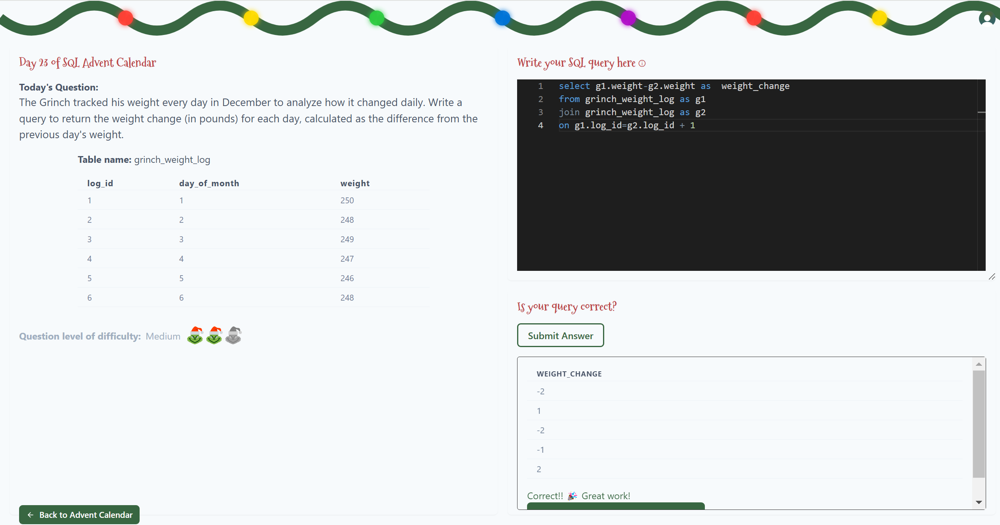 Day 23 of SQL Advent Calendar
Today's Question:
The Grinch tracked his weight every day in December to analyze how it changed daily. Write a
query to return the weight change (in pounds) for each day, calculated as the difference from the
previous day's weight.
Table name: grinch_weight_log
log_id day_of_month weight
1 1 250
2 2 248
3 3 249
4 4 247
5 5 246
6 6 248
Question level of difficulty: Medium
← Back to Advent Calendar
Write your SQL query here
1 select g1.weight-g2.weight as  weight_change
2 from grinch_weight_log as g1
3 join grinch_weight_log as g2
4 on g1.log_id=g2.log_id + 1
Is your query correct?
Submit Answer
WEIGHT_CHANGE
-2
1
-2
-1
2
Correct!! 🎉 Great work!